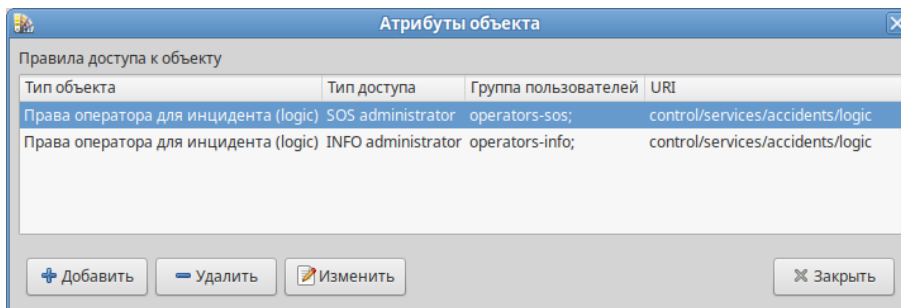 Атрибуты объекта
Правила доступа к объекту
Тип объекта Тип доступа Группа пользователей URI
Права оператора для инцидента (logic) SOS administrator operators-sos; control/services/accidents/logic
Права оператора для инцидента (logic) INFO administrator operators-info; control/services/accidents/logic
Добавить Удалить Изменить Закрыть